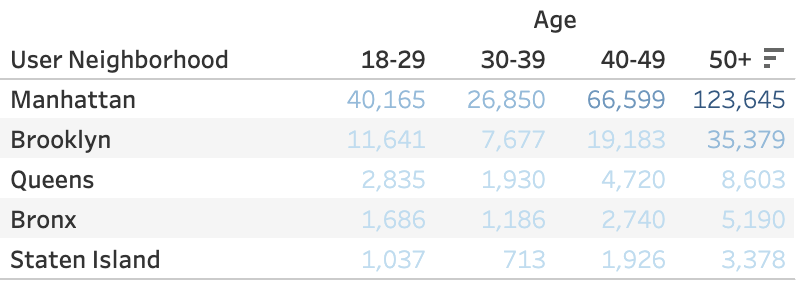 Age
User Neighborhood 18-29 30-39 40-49 50+
Manhattan 40,165 26,850 66,599 123,645
Brooklyn 11,641 7,677 19,183 35,379
Queens 2,835 1,930 4,720 8,603
Bronx 1,686 1,186 2,740 5,190
Staten Island 1,037 713 1,926 3,378